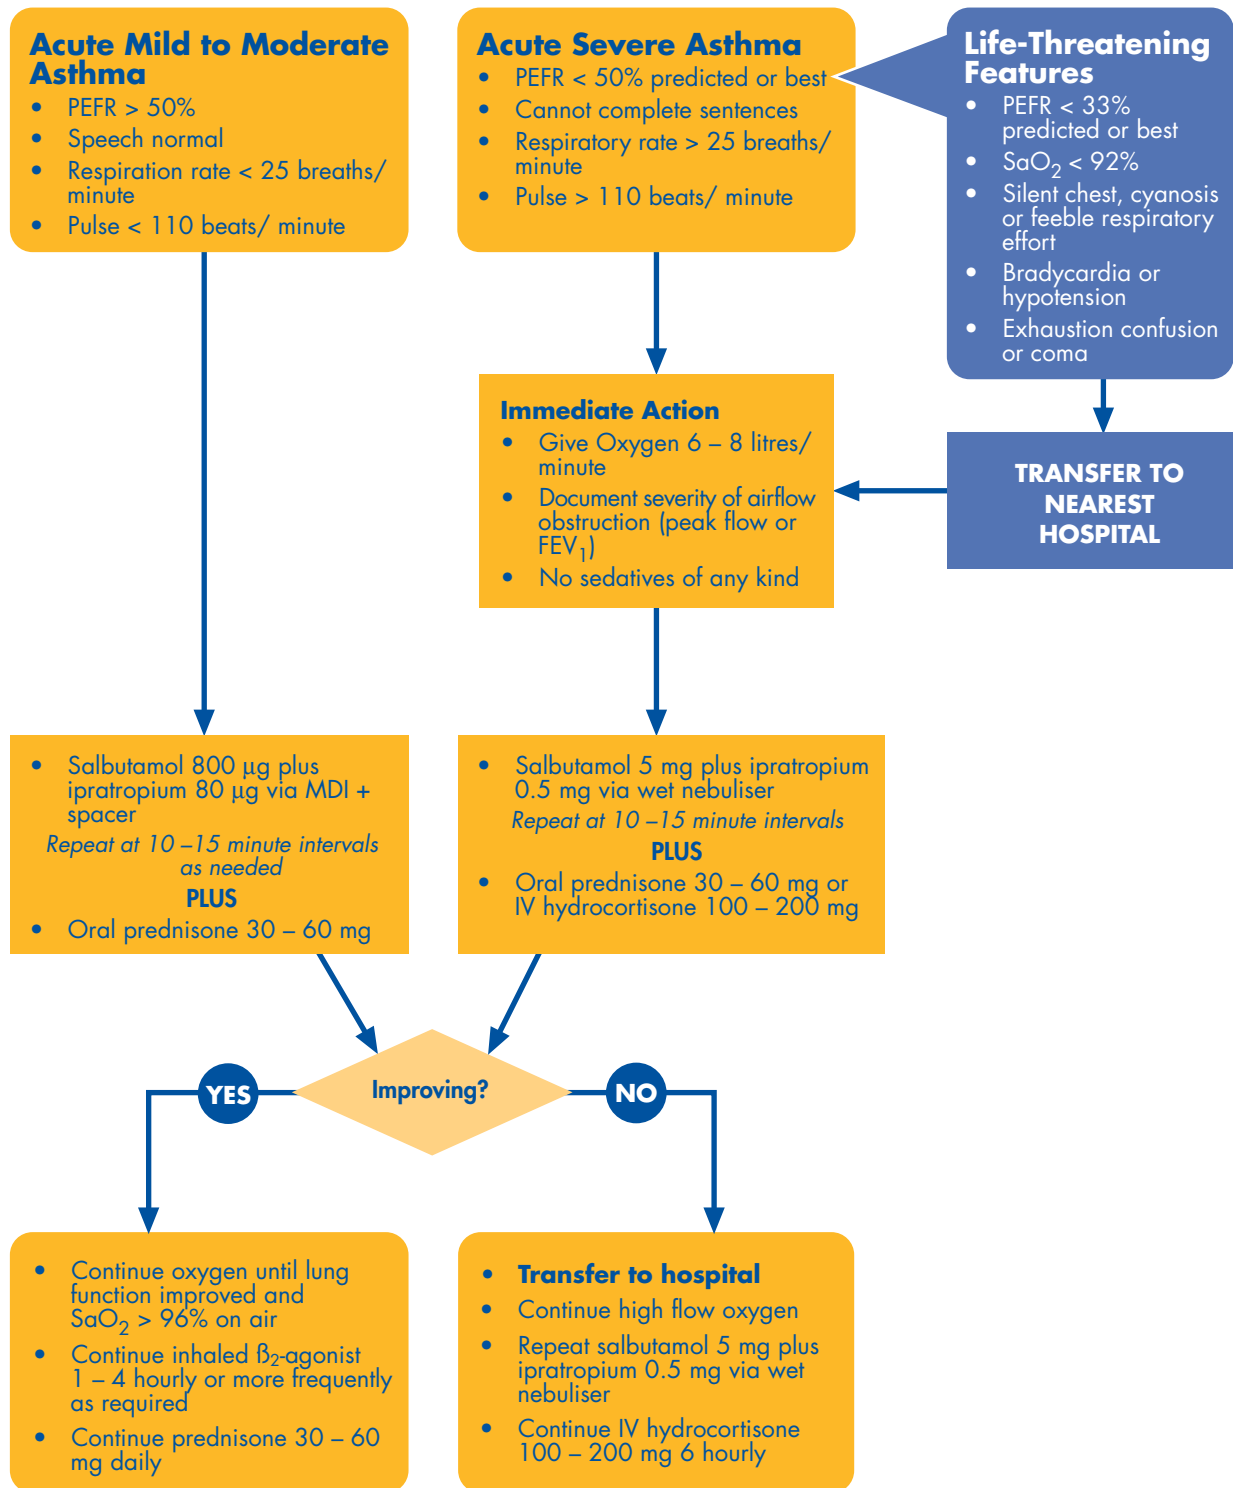 Acute Mild to Moderate
Asthma
• PEFR > 50%
• Speech normal
• Respiration rate < 25 breaths/
minute
• Pulse < 110 beats/ minute
Acute Severe Asthma
• PEFR < 50% predicted or best
• Cannot complete sentences
• Respiratory rate > 25 breaths/
minute
• Pulse > 110 beats/ minute
Life-Threatening
Features
• PEFR < 33%
predicted or best
• SaO₂ < 92%
• Silent chest, cyanosis
or feeble respiratory
effort
• Bradycardia or
hypotension
• Exhaustion confusion
or coma
Immediate Action
• Give Oxygen 6 – 8 litres/
minute
• Document severity of airflow
obstruction (peak flow or
FEV₁)
• No sedatives of any kind
TRANSFER TO
NEAREST
HOSPITAL
• Salbutamol 800 µg plus
ipratropium 80 µg via MDI +
spacer
Repeat at 10 –15 minute intervals
as needed
PLUS
• Oral prednisone 30 – 60 mg
• Salbutamol 5 mg plus ipratropium
0.5 mg via wet nebuliser
Repeat at 10 –15 minute intervals
PLUS
• Oral prednisone 30 – 60 mg or
IV hydrocortisone 100 – 200 mg
Improving?
YES
NO
• Continue oxygen until lung
function improved and
SaO₂ > 96% on air
• Continue inhaled ß₂-agonist
1 – 4 hourly or more frequently
as required
• Continue prednisone 30 – 60
mg daily
• Transfer to hospital
• Continue high flow oxygen
• Repeat salbutamol 5 mg plus
ipratropium 0.5 mg via wet
nebuliser
• Continue IV hydrocortisone
100 – 200 mg 6 hourly